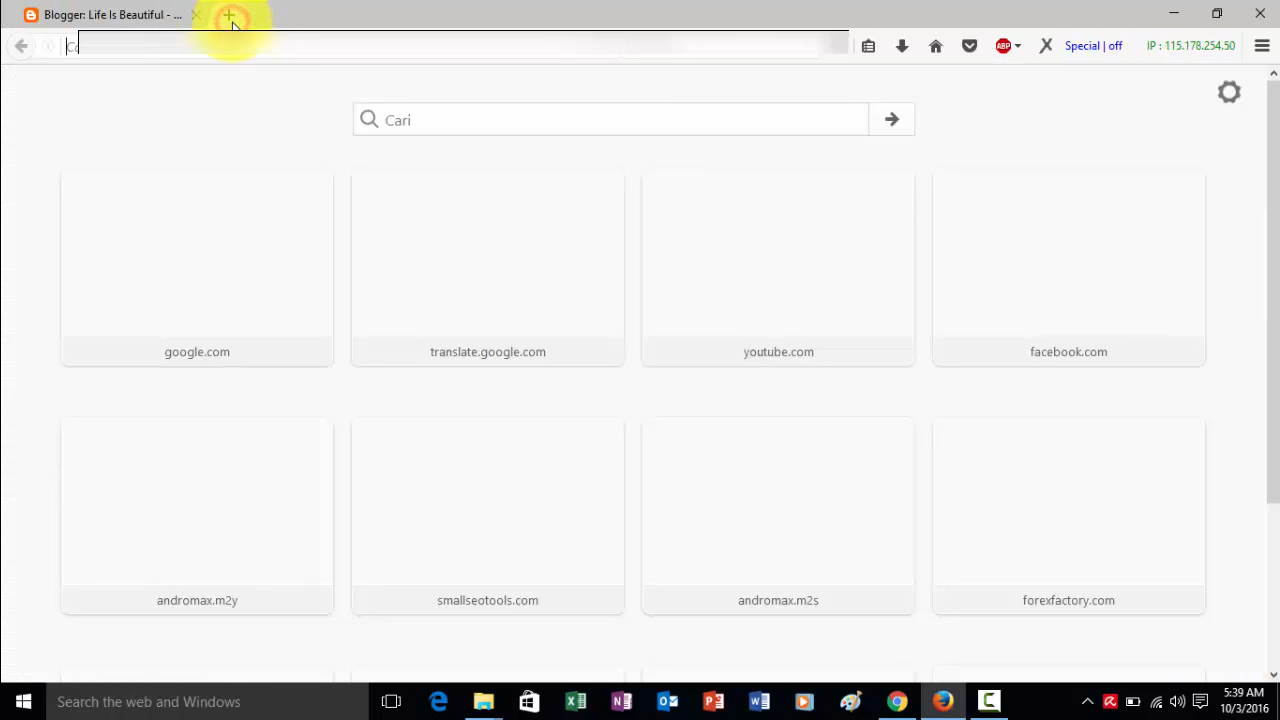 Blogger: Life Is Beautiful - ...
ABP
Special | off
IP : 115.178.254.50
Cari
google.com
translate.google.com
youtube.com
facebook.com
andromax.m2y
smallseotools.com
andromax.m2s
forexfactory.com
Search the web and Windows
5:39 AM
10/3/2016